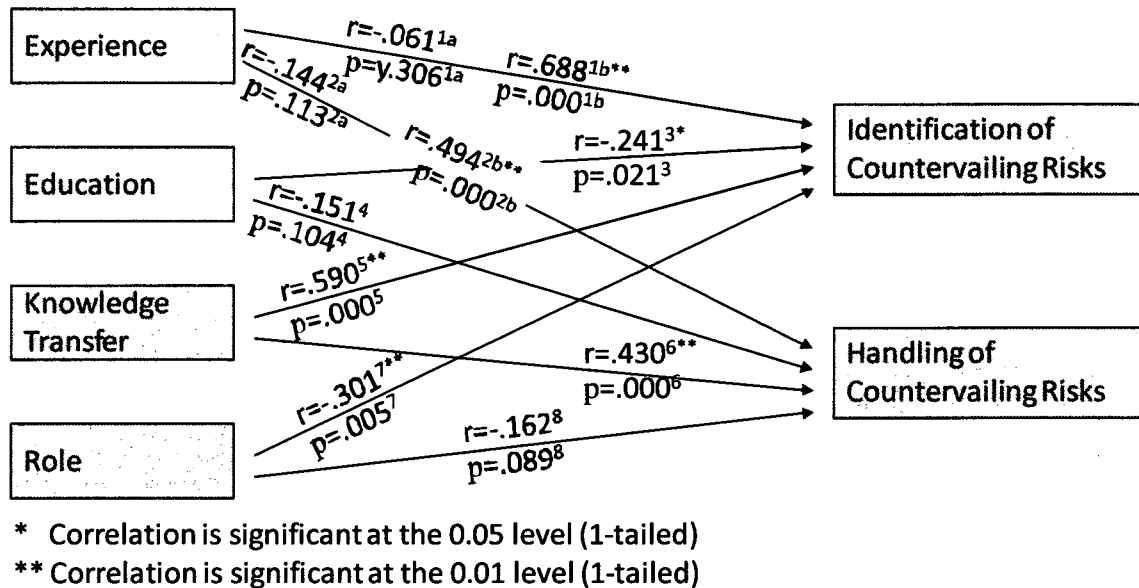 Experience
r=-.061¹ᵃ
p=y.306¹ᵃ
r=.688¹ᵇ**
p=.000¹ᵇ
r=-.144²ᵃ
p=.113²ᵃ
r=.494²ᵇ**
p=.000²ᵇ
Identification of
Countervailing Risks
Education
r=-.241³*
p=.021³
r=-.151⁴
p=.104⁴
Knowledge
Transfer
r=.590⁵**
p=.000⁵
r=.430⁶**
p=.000⁶
Handling of
Countervailing Risks
Role
r=-.301⁷**
p=.005⁷
r=-.162⁸
p=.089⁸
* Correlation is significant at the 0.05 level (1-tailed)
** Correlation is significant at the 0.01 level (1-tailed)